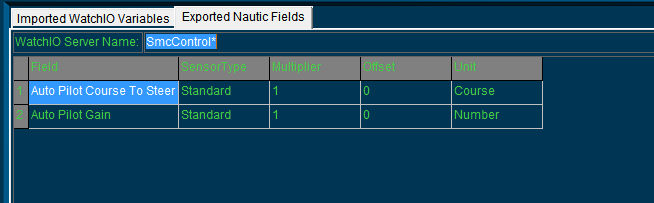 Imported WatchIO Variables Exported Nautic Fields
WatchIO Server Name: SmcControl*
Field SensorType Multiplier Offset Unit
1 Auto Pilot Course To Steer Standard 1 0 Course
2 Auto Pilot Gain Standard 1 0 Number